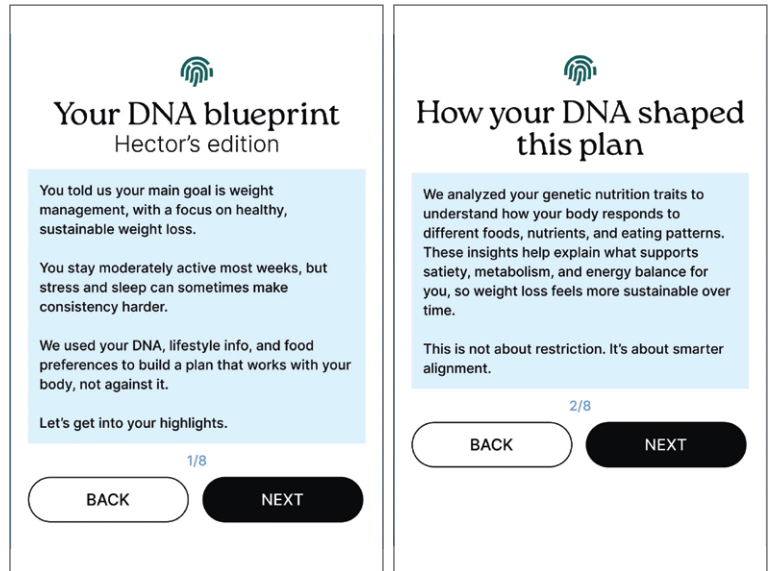 Your DNA blueprint
Hector's edition
You told us your main goal is weight
management, with a focus on healthy,
sustainable weight loss.
You stay moderately active most weeks, but
stress and sleep can sometimes make
consistency harder.
We used your DNA, lifestyle info, and food
preferences to build a plan that works with your
body, not against it.
Let's get into your highlights.
1/8
BACK
NEXT
How your DNA shaped
this plan
We analyzed your genetic nutrition traits to
understand how your body responds to
different foods, nutrients, and eating patterns.
These insights help explain what supports
satiety, metabolism, and energy balance for
you, so weight loss feels more sustainable over
time.
This is not about restriction. It's about smarter
alignment.
2/8
BACK
NEXT